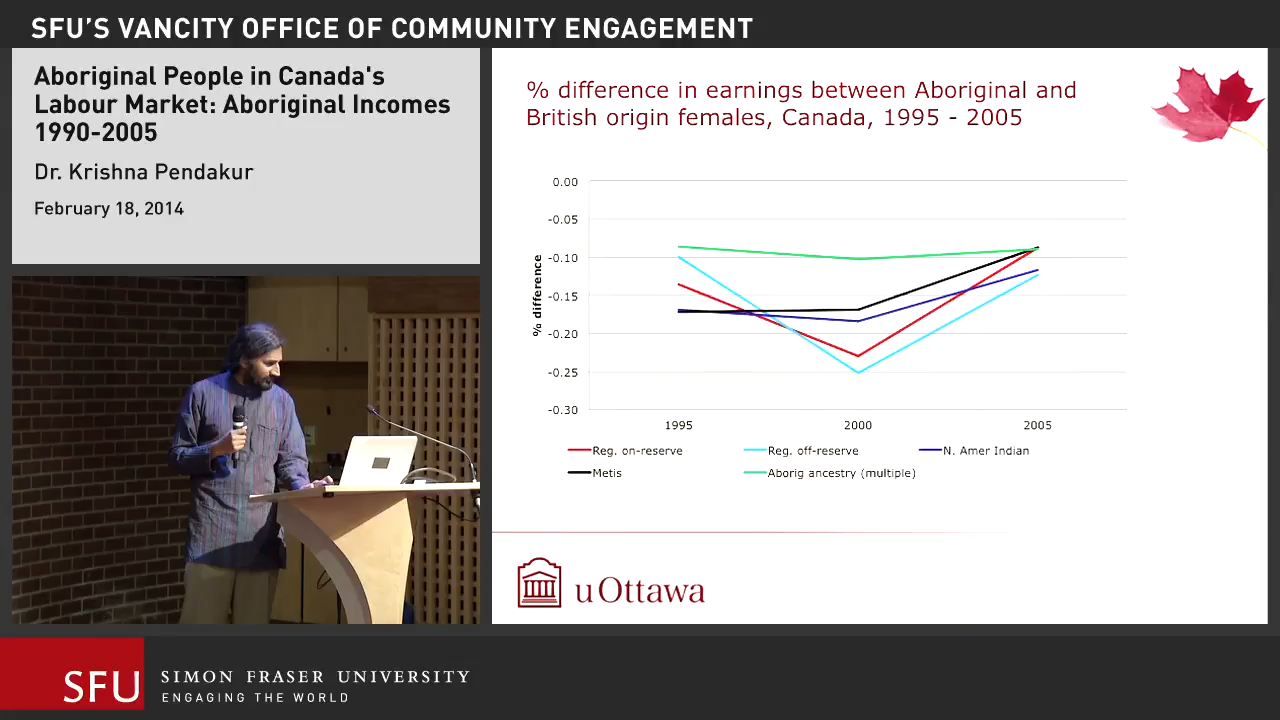 SFU'S VANCITY OFFICE OF COMMUNITY ENGAGEMENT
Aboriginal People in Canada's
Labour Market: Aboriginal Incomes
1990-2005
Dr. Krishna Pendakur
February 18, 2014
% difference in earnings between Aboriginal and
British origin females, Canada, 1995 - 2005
0.00
-0.05
-0.10
-0.15
-0.20
-0.25
-0.30
% difference
1995 2000 2005
Reg. on-reserve Reg. off-reserve N. Amer Indian
Metis Aborig ancestry (multiple)
uOttawa
SFU
SIMON FRASER UNIVERSITY
ENGAGING THE WORLD